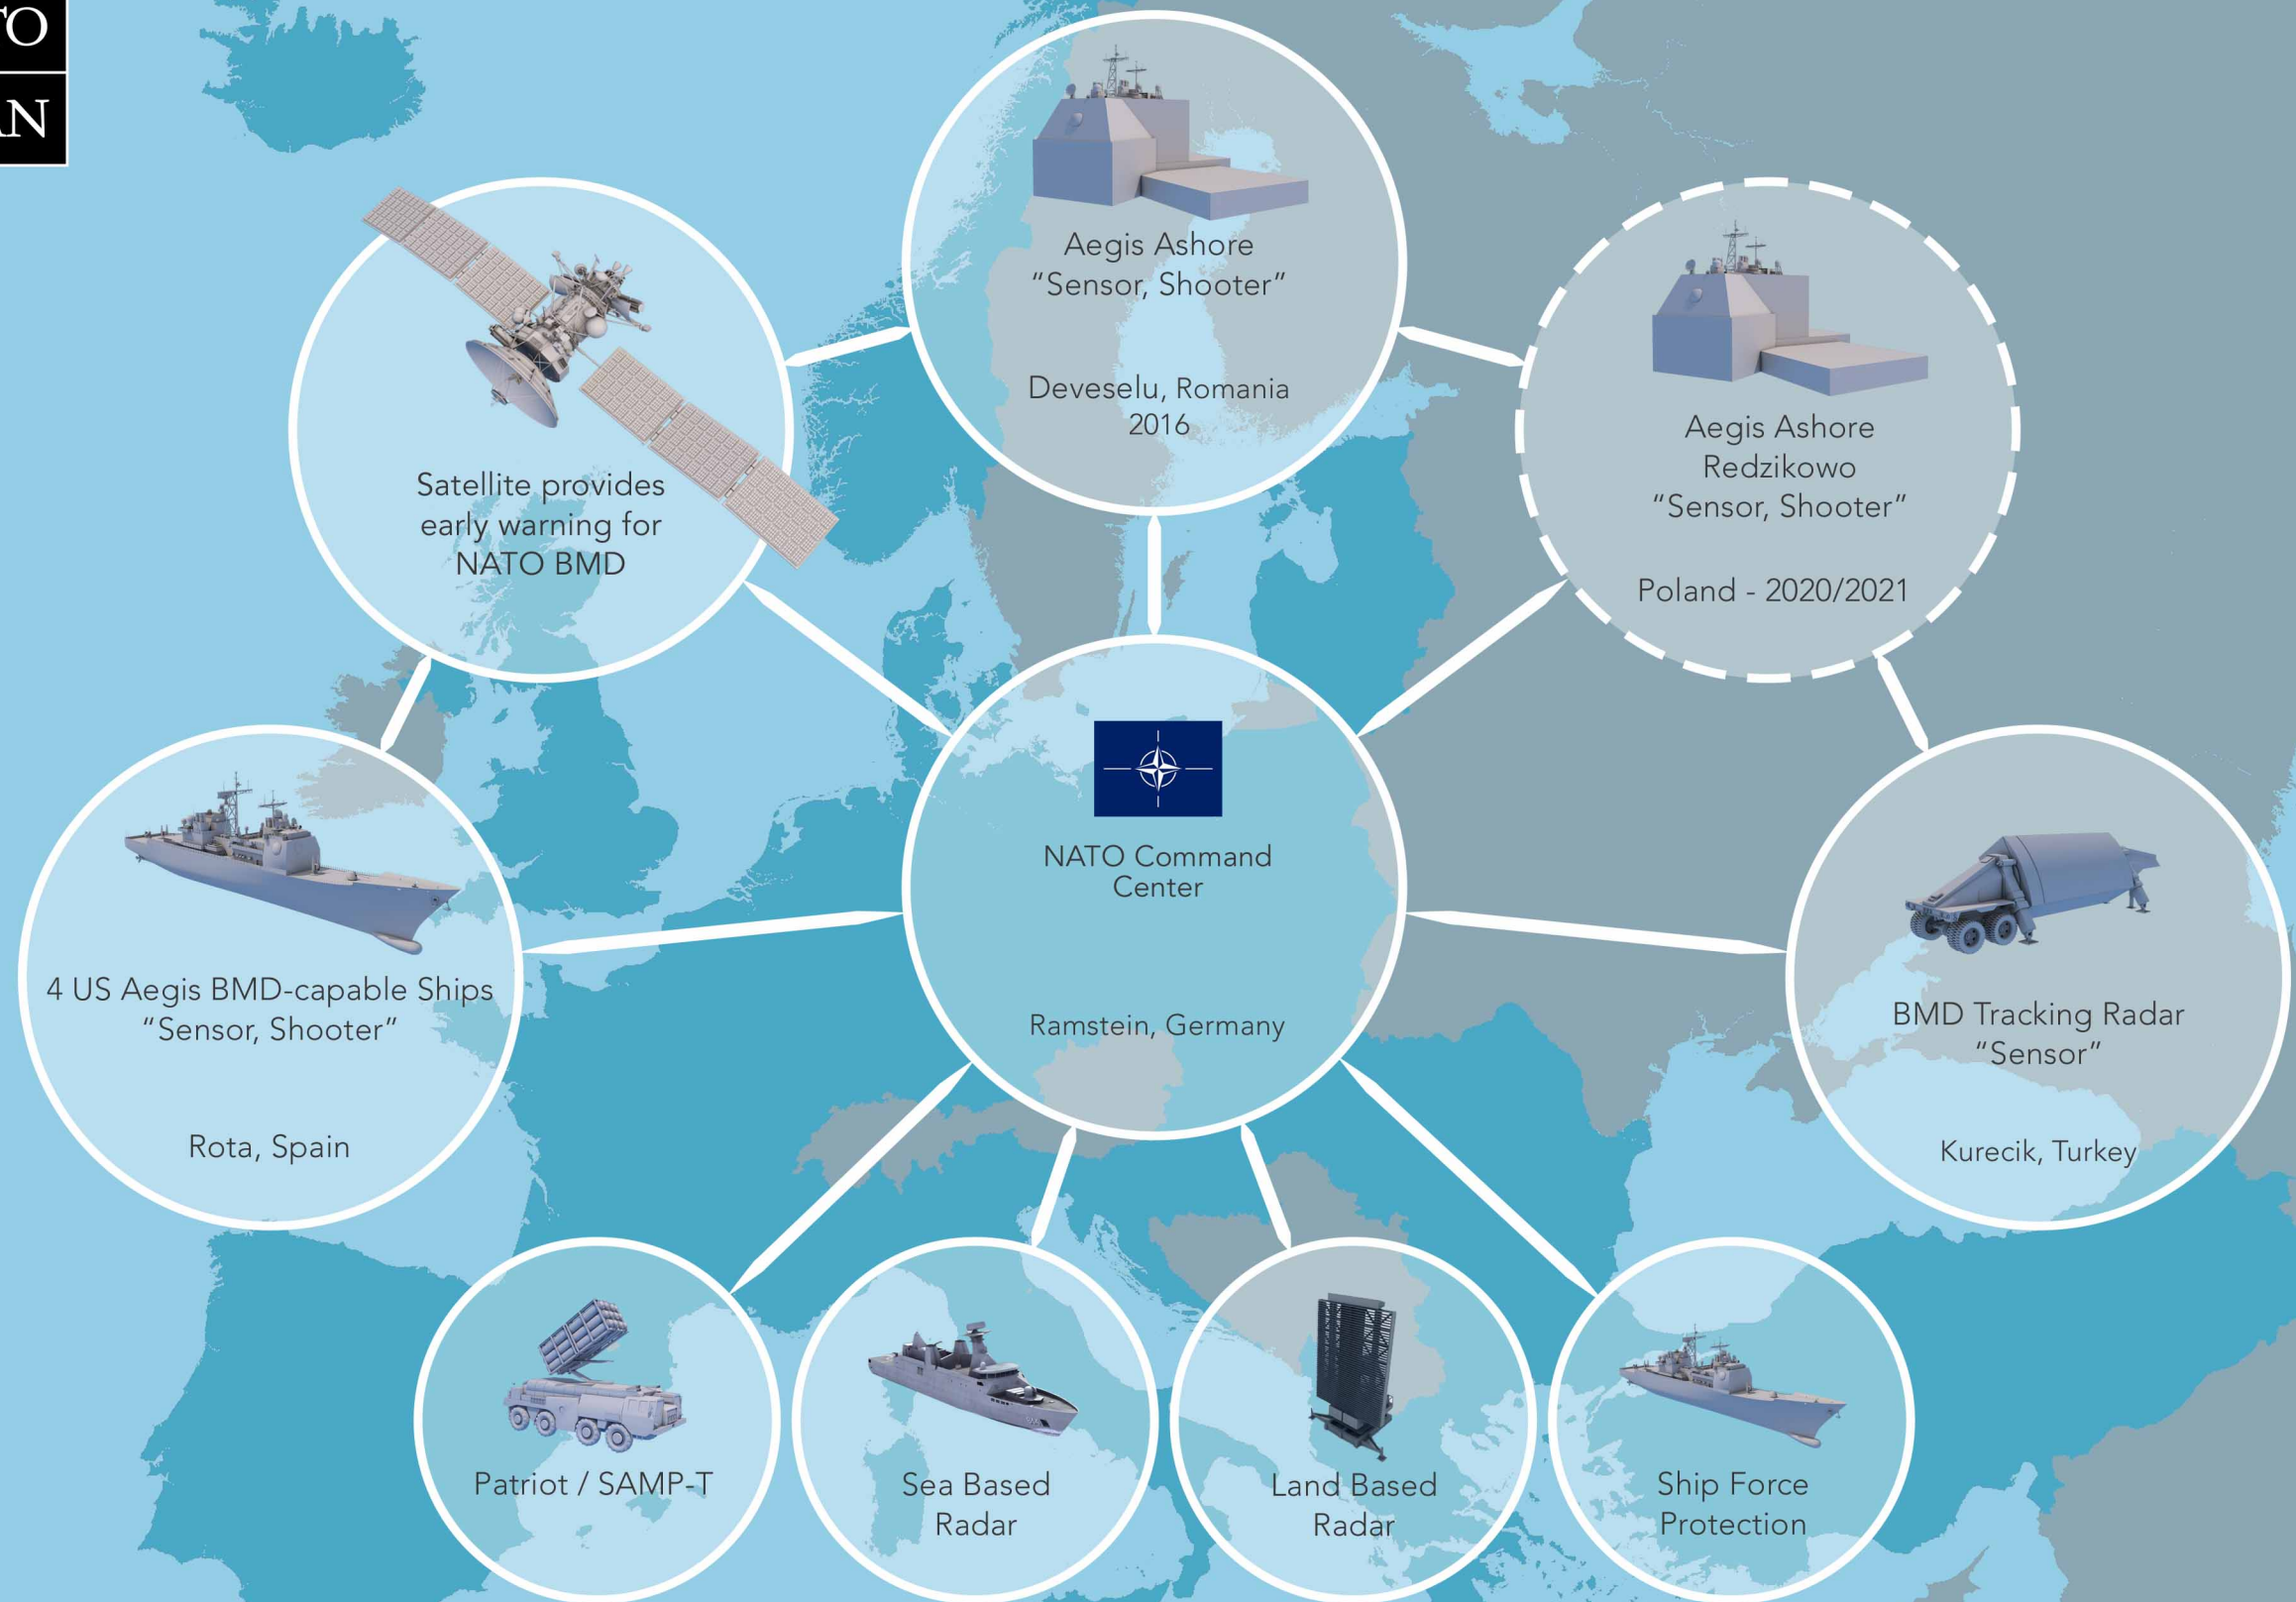 TO
AN
Aegis Ashore
“Sensor, Shooter”
Deveselu, Romania
2016
Satellite provides
early warning for
NATO BMD
Aegis Ashore
Redzikowo
“Sensor, Shooter”
Poland - 2020/2021
NATO Command
Center
Ramstein, Germany
4 US Aegis BMD-capable Ships
“Sensor, Shooter”
Rota, Spain
BMD Tracking Radar
“Sensor”
Kurecik, Turkey
Patriot / SAMP-T
Sea Based
Radar
Land Based
Radar
Ship Force
Protection